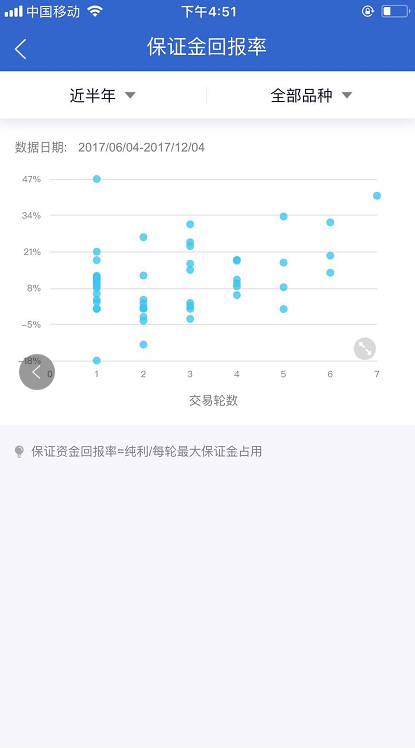 中国移动 下午4:51
保证金回报率
近半年 全部品种
数据日期: 2017/06/04-2017/12/04
47%
34%
21%
8%
-5%
-18%
0 1 2 3 4 5 6 7
交易轮数
保证资金回报率=纯利/每轮最大保证金占用